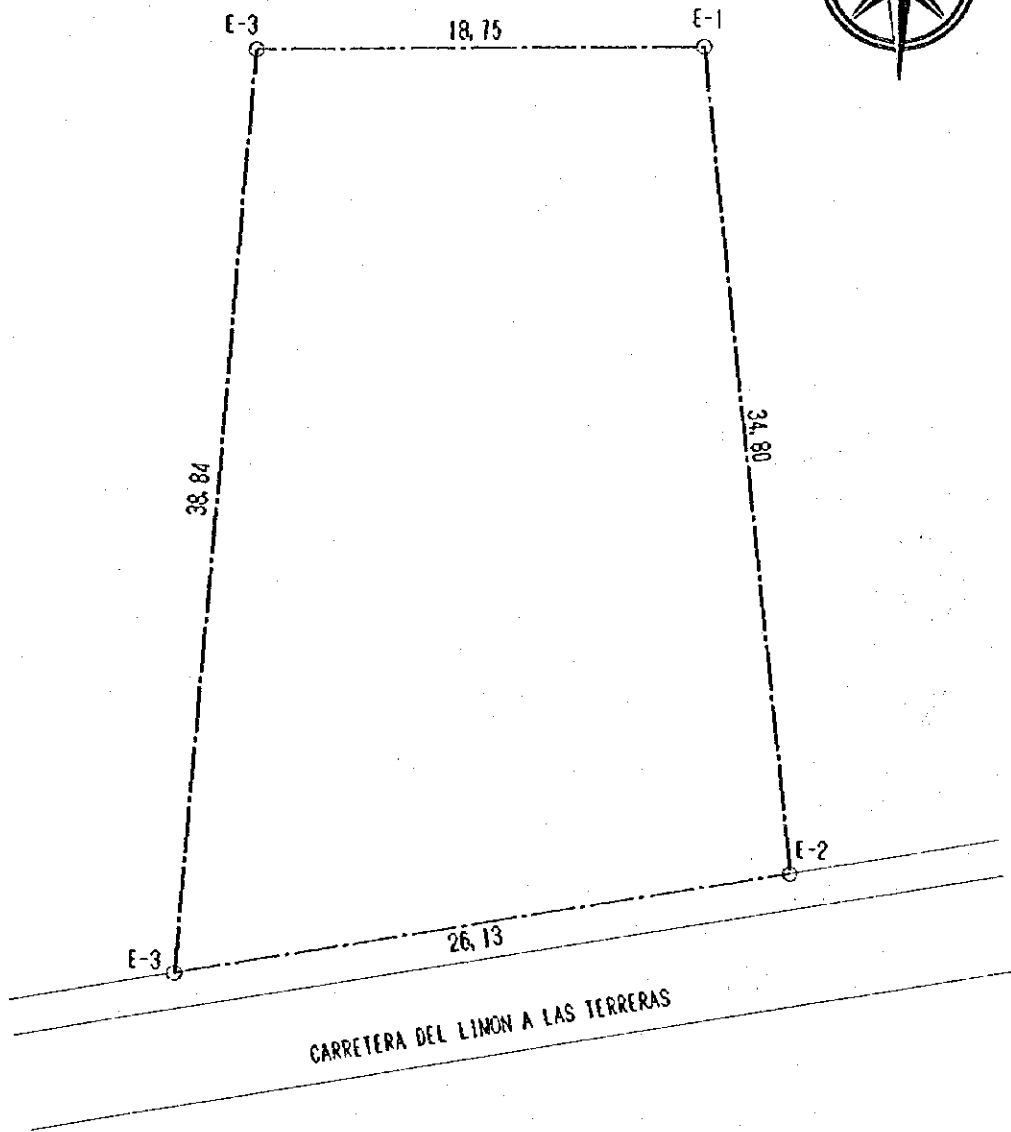 E-3
18,75
E-1
38,84
34,80
E-2
E-3
26,13
CARRETERA DEL LIMON A LAS TERRERAS